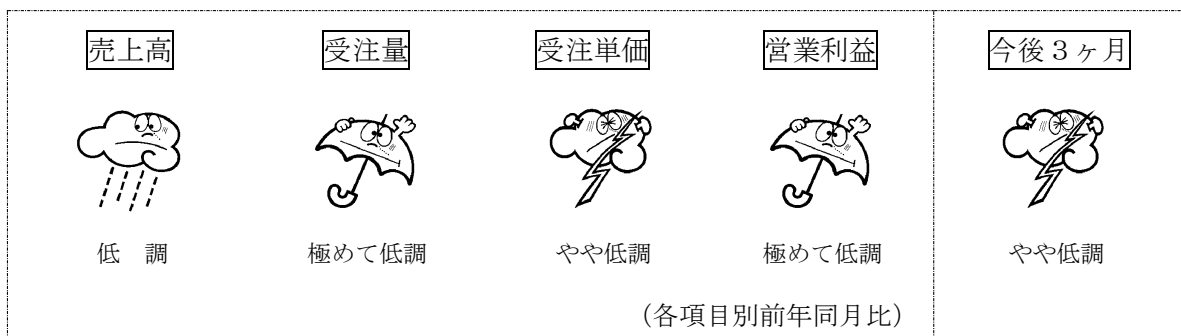 売上高 受注量 受注単価 営業利益 今後３ヶ月
低　調 極めて低調 やや低調 極めて低調 やや低調
（各項目別前年同月比）